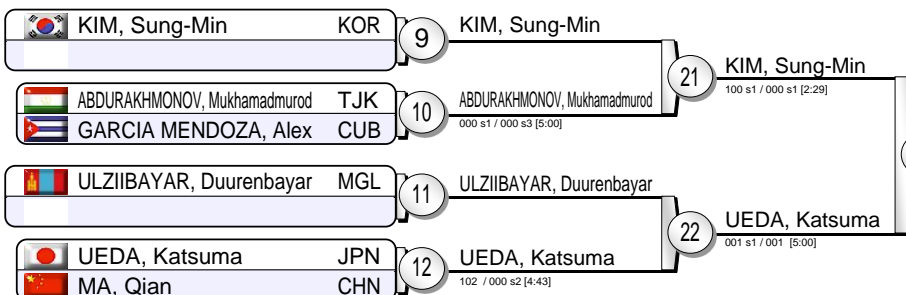 KIM, Sung-Min KOR
9
KIM, Sung-Min
21
KIM, Sung-Min
100 s1 / 000 s1 [2:29]
ABDURAKHMONOV, Mukhamadmurod TJK
GARCIA MENDOZA, Alex CUB
10
ABDURAKHMONOV, Mukhamadmurod
000 s1 / 000 s3 [5:00]
ULZIIBAYAR, Duurenbayar MGL
11
ULZIIBAYAR, Duurenbayar
22
UEDA, Katsuma
001 s1 / 001 [5:00]
UEDA, Katsuma JPN
MA, Qian CHN
12
UEDA, Katsuma
102 / 000 s2 [4:43]